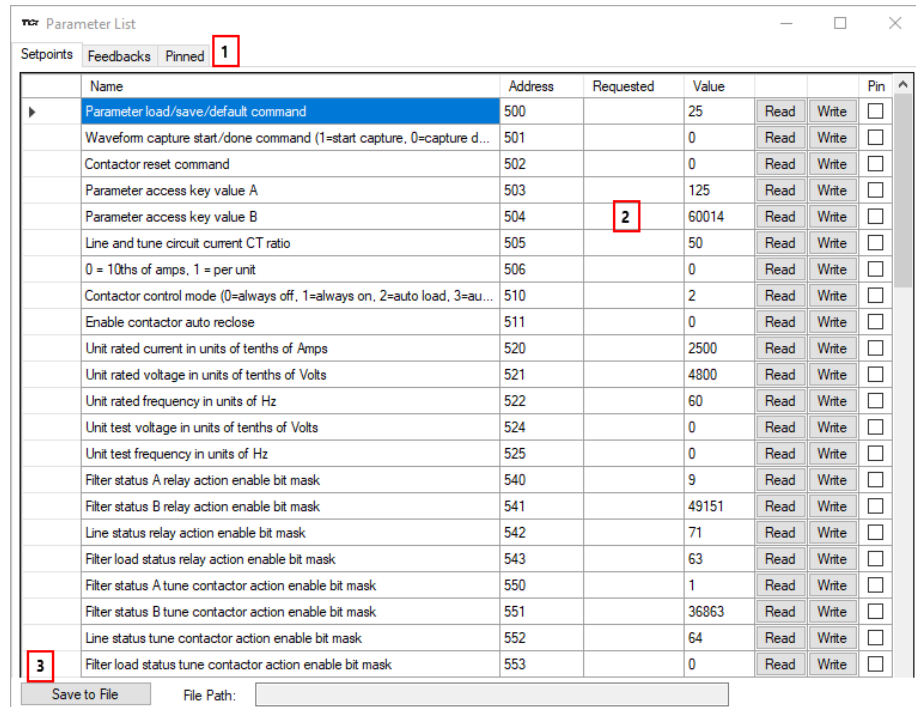 TCI Parameter List
Setpoints Feedbacks Pinned 1
Name Address Requested Value Pin
Parameter load/save/default command 500 25 Read Write
Waveform capture start/done command (1=start capture, 0=capture d... 501 0 Read Write
Contactor reset command 502 0 Read Write
Parameter access key value A 503 125 Read Write
Parameter access key value B 504 2 60014 Read Write
Line and tune circuit current CT ratio 505 50 Read Write
0 = 10ths of amps, 1 = per unit 506 0 Read Write
Contactor control mode (0=always off, 1=always on, 2=auto load, 3=au... 510 2 Read Write
Enable contactor auto reclose 511 0 Read Write
Unit rated current in units of tenths of Amps 520 2500 Read Write
Unit rated voltage in units of tenths of Volts 521 4800 Read Write
Unit rated frequency in units of Hz 522 60 Read Write
Unit test voltage in units of tenths of Volts 524 0 Read Write
Unit test frequency in units of Hz 525 0 Read Write
Filter status A relay action enable bit mask 540 9 Read Write
Filter status B relay action enable bit mask 541 49151 Read Write
Line status relay action enable bit mask 542 71 Read Write
Filter load status relay action enable bit mask 543 63 Read Write
Filter status A tune contactor action enable bit mask 550 1 Read Write
Filter status B tune contactor action enable bit mask 551 36863 Read Write
Line status tune contactor action enable bit mask 552 64 Read Write
3 Filter load status tune contactor action enable bit mask 553 0 Read Write
Save to File File Path: